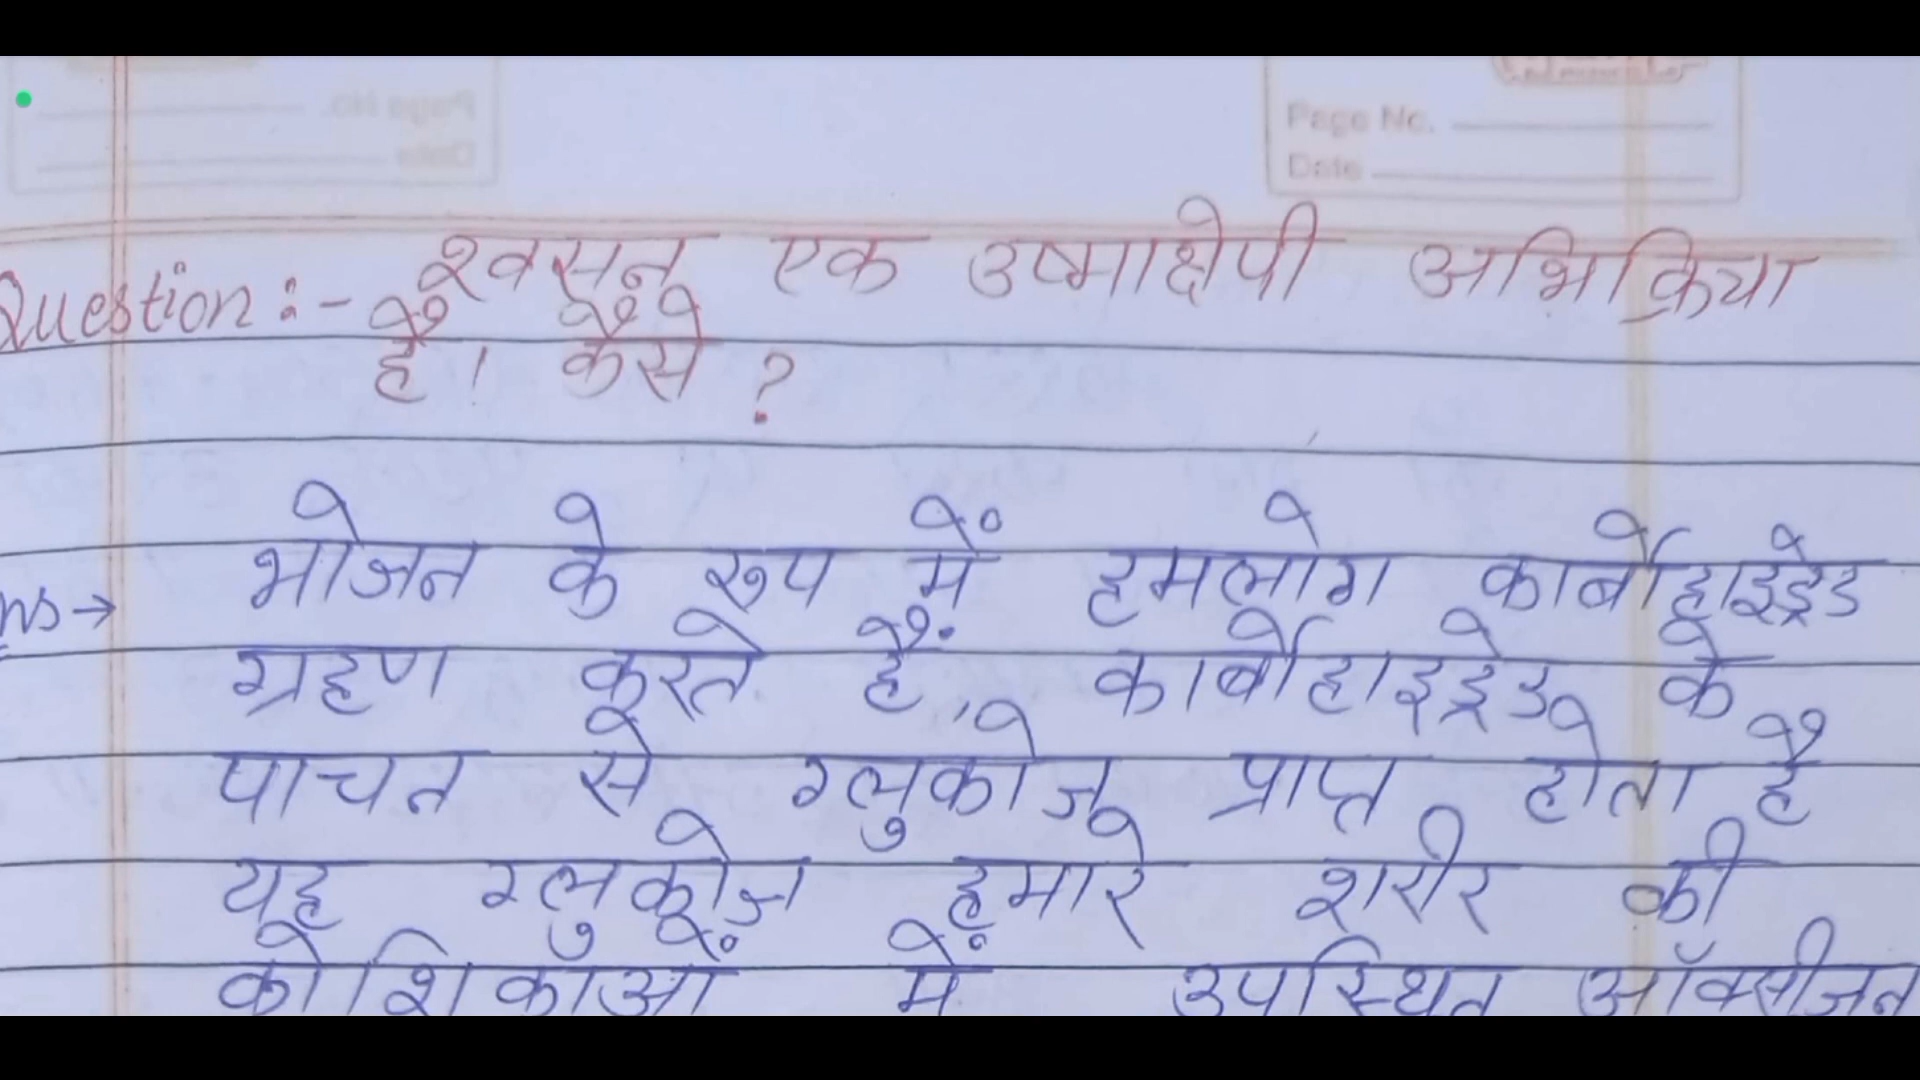 Page No.
Date
Question :- श्वसन एक उष्माक्षेपी अभिक्रिया
है। कैसे ?
Ans → भोजन के रूप में हमलोग कार्बोहाइड्रेड
ग्रहण करते हैं, कार्बोहाइड्रेड के
पाचन से ग्लुकोज प्राप्त होता है
यह ग्लुकोज हमारे शरीर की
कोशिकाओं में उपस्थित ऑक्सीजन